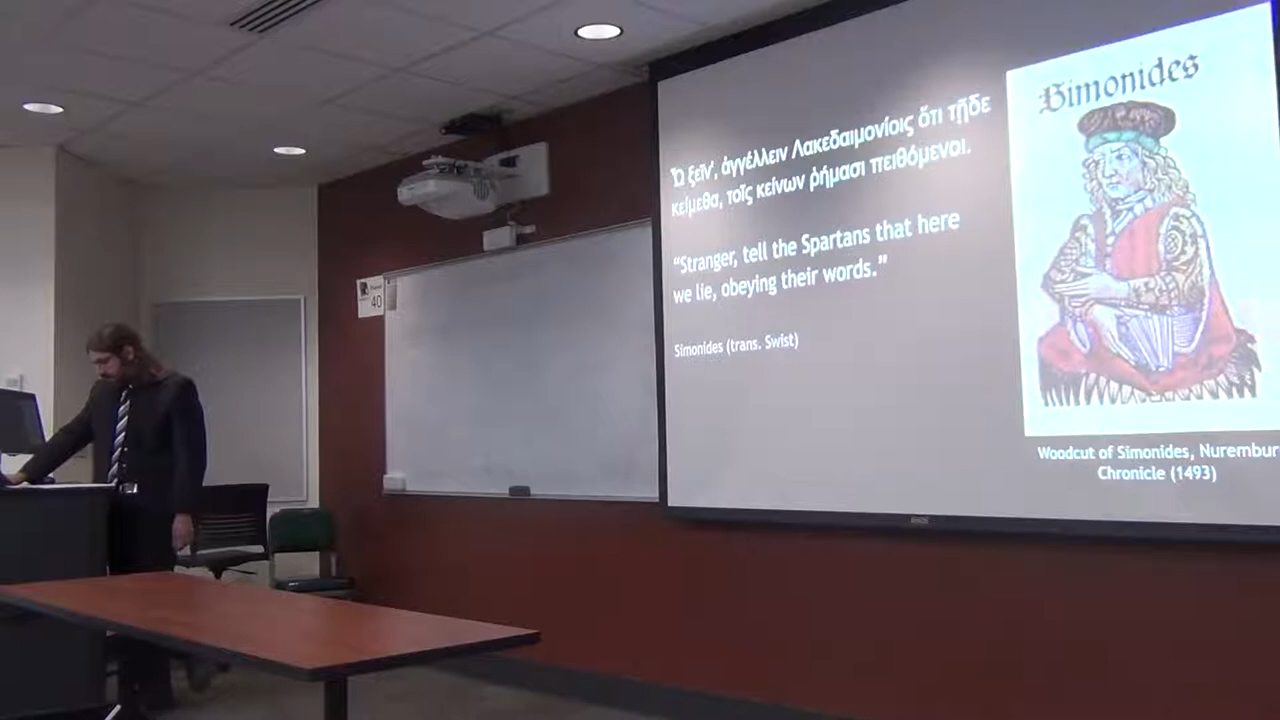 Ὦ ξεῖν', ἀγγέλλειν Λακεδαιμονίοις ὅτι τῇδε
κείμεθα, τοῖς κείνων ῥήμασι πειθόμενοι.
“Stranger, tell the Spartans that here
we lie, obeying their words.”
Simonides (trans. Swist)
Simonides
Woodcut of Simonides, Nurembur
Chronicle (1493)
40